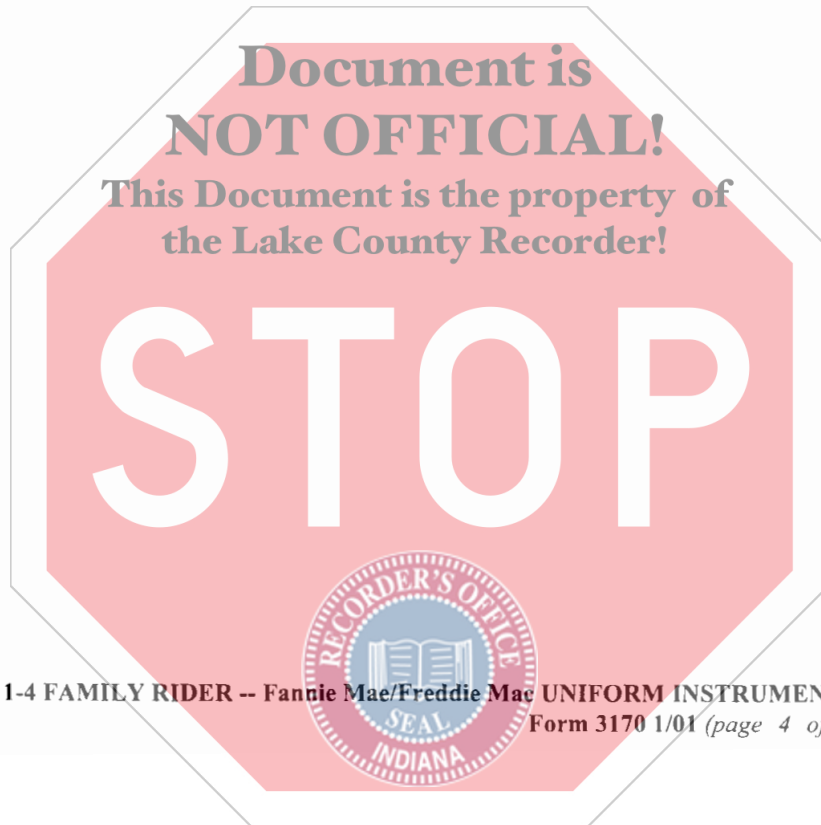 Document is
NOT OFFICIAL!
This Document is the property of
the Lake County Recorder!
STOP
RECORDER'S OFFICE
SEAL
INDIANA
1-4 FAMILY RIDER -- Fannie Mae/Freddie Mac UNIFORM INSTRUMEN
Form 3170 1/01 (page 4 of